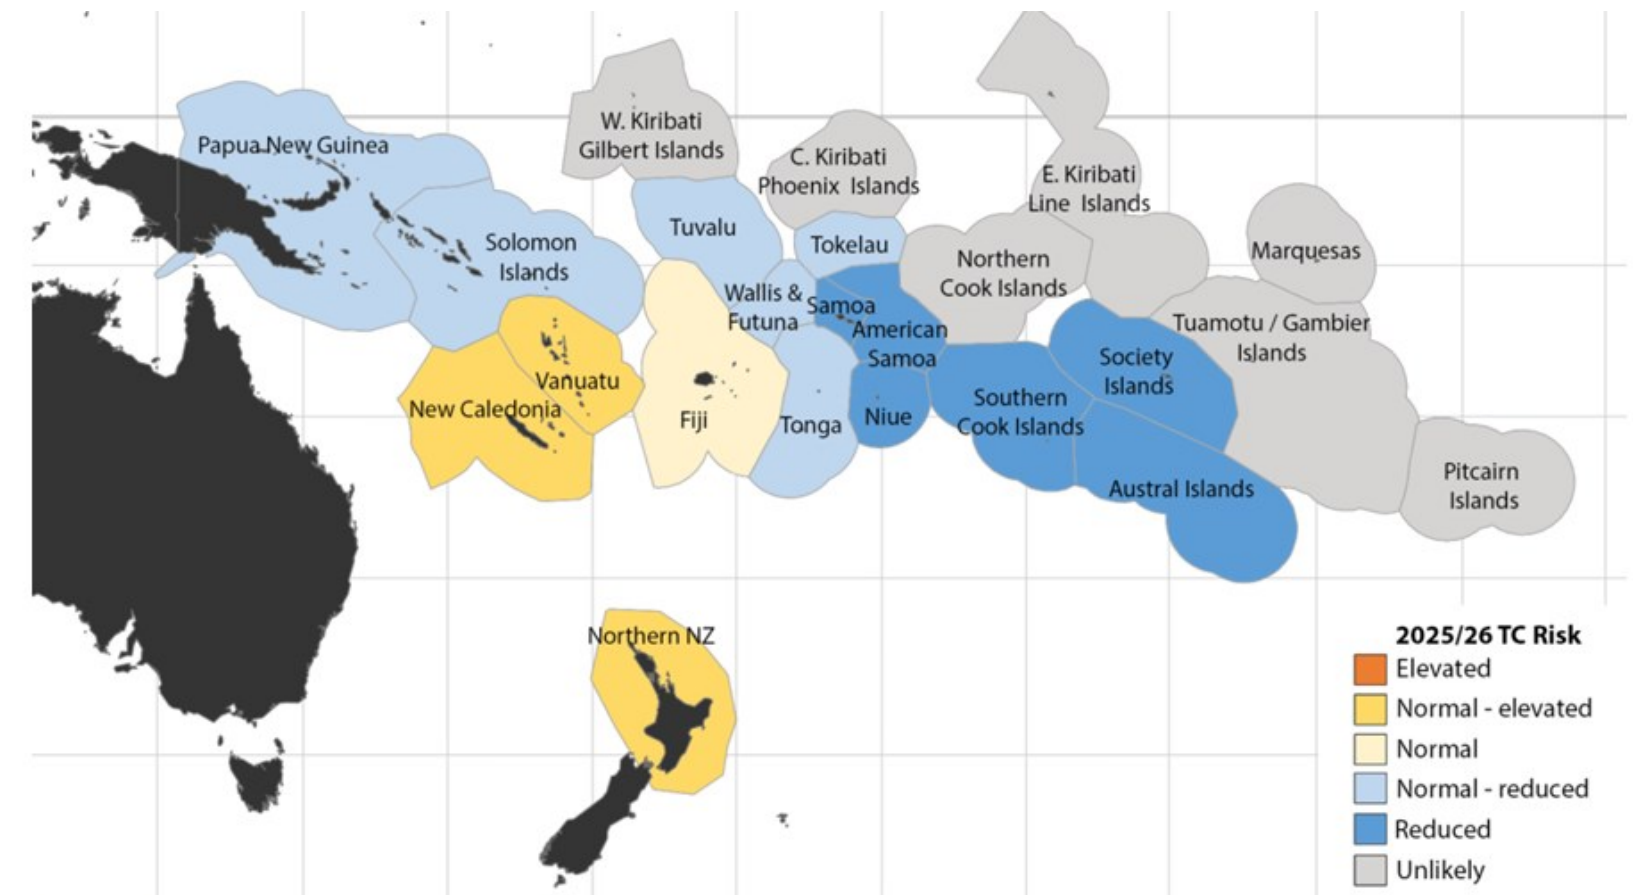 W. Kiribati
Gilbert Islands
Papua New Guinea
C. Kiribati
Phoenix Islands
E. Kiribati
Line Islands
Tuvalu
Solomon
Islands
Tokelau
Marquesas
Northern
Cook Islands
Wallis &
Futuna
Samoa
American
Samoa
Tuamotu / Gambier
Islands
Society
Islands
Vanuatu
New Caledonia
Fiji
Tonga
Niue
Southern
Cook Islands
Austral Islands
Pitcairn
Islands
Northern NZ
2025/26 TC Risk
Elevated
Normal - elevated
Normal
Normal - reduced
Reduced
Unlikely